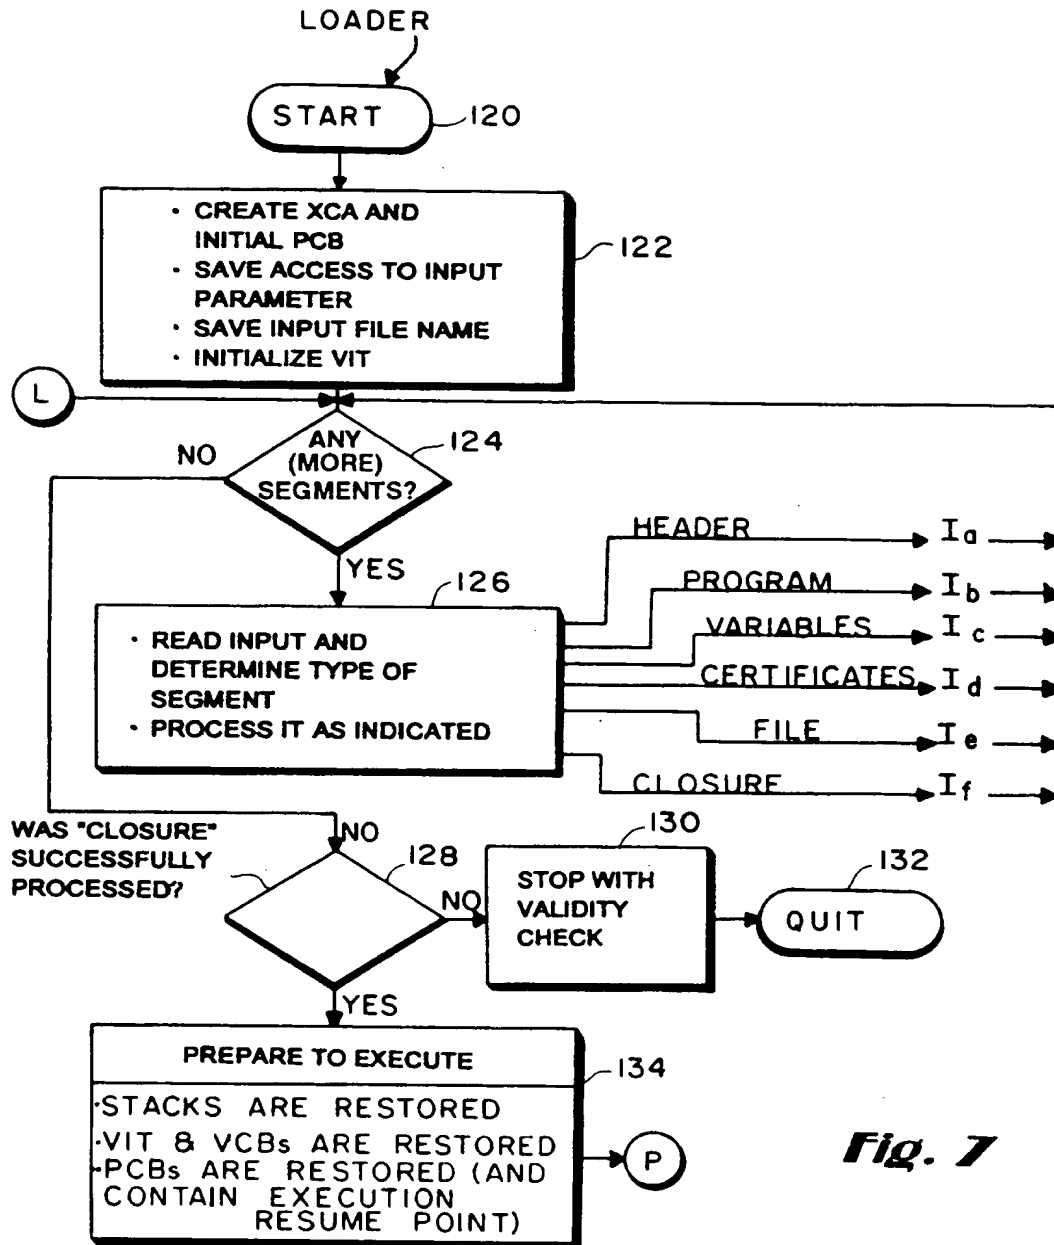 LOADER
START
120
· CREATE XCA AND
INITIAL PCB
· SAVE ACCESS TO INPUT
PARAMETER
· SAVE INPUT FILE NAME
· INITIALIZE VIT
122
L
NO
ANY
(MORE)
SEGMENTS?
124
YES
126
· READ INPUT AND
DETERMINE TYPE OF
SEGMENT
· PROCESS IT AS INDICATED
HEADER Ia
PROGRAM Ib
VARIABLES Ic
CERTIFICATES Id
FILE Ie
CLOSURE If
WAS "CLOSURE"
SUCCESSFULLY
PROCESSED?
NO
128
NO
130
STOP WITH
VALIDITY
CHECK
132
QUIT
YES
PREPARE TO EXECUTE
134
·STACKS ARE RESTORED
·VIT & VCBs ARE RESTORED
·PCBs ARE RESTORED (AND
CONTAIN EXECUTION
RESUME POINT)
P
Fig. 7